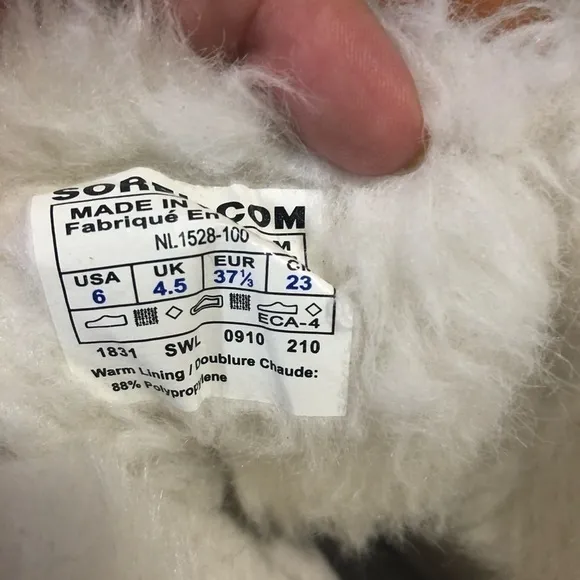 SORE .COM
MADE IN
Fabriqué En
NL1528-100 M
USA UK EUR
6 4.5 37⅓ 23
ECA-4
1831 SWL 0910 210
Warm Lining / Doublure Chaude:
88% Polypropylene